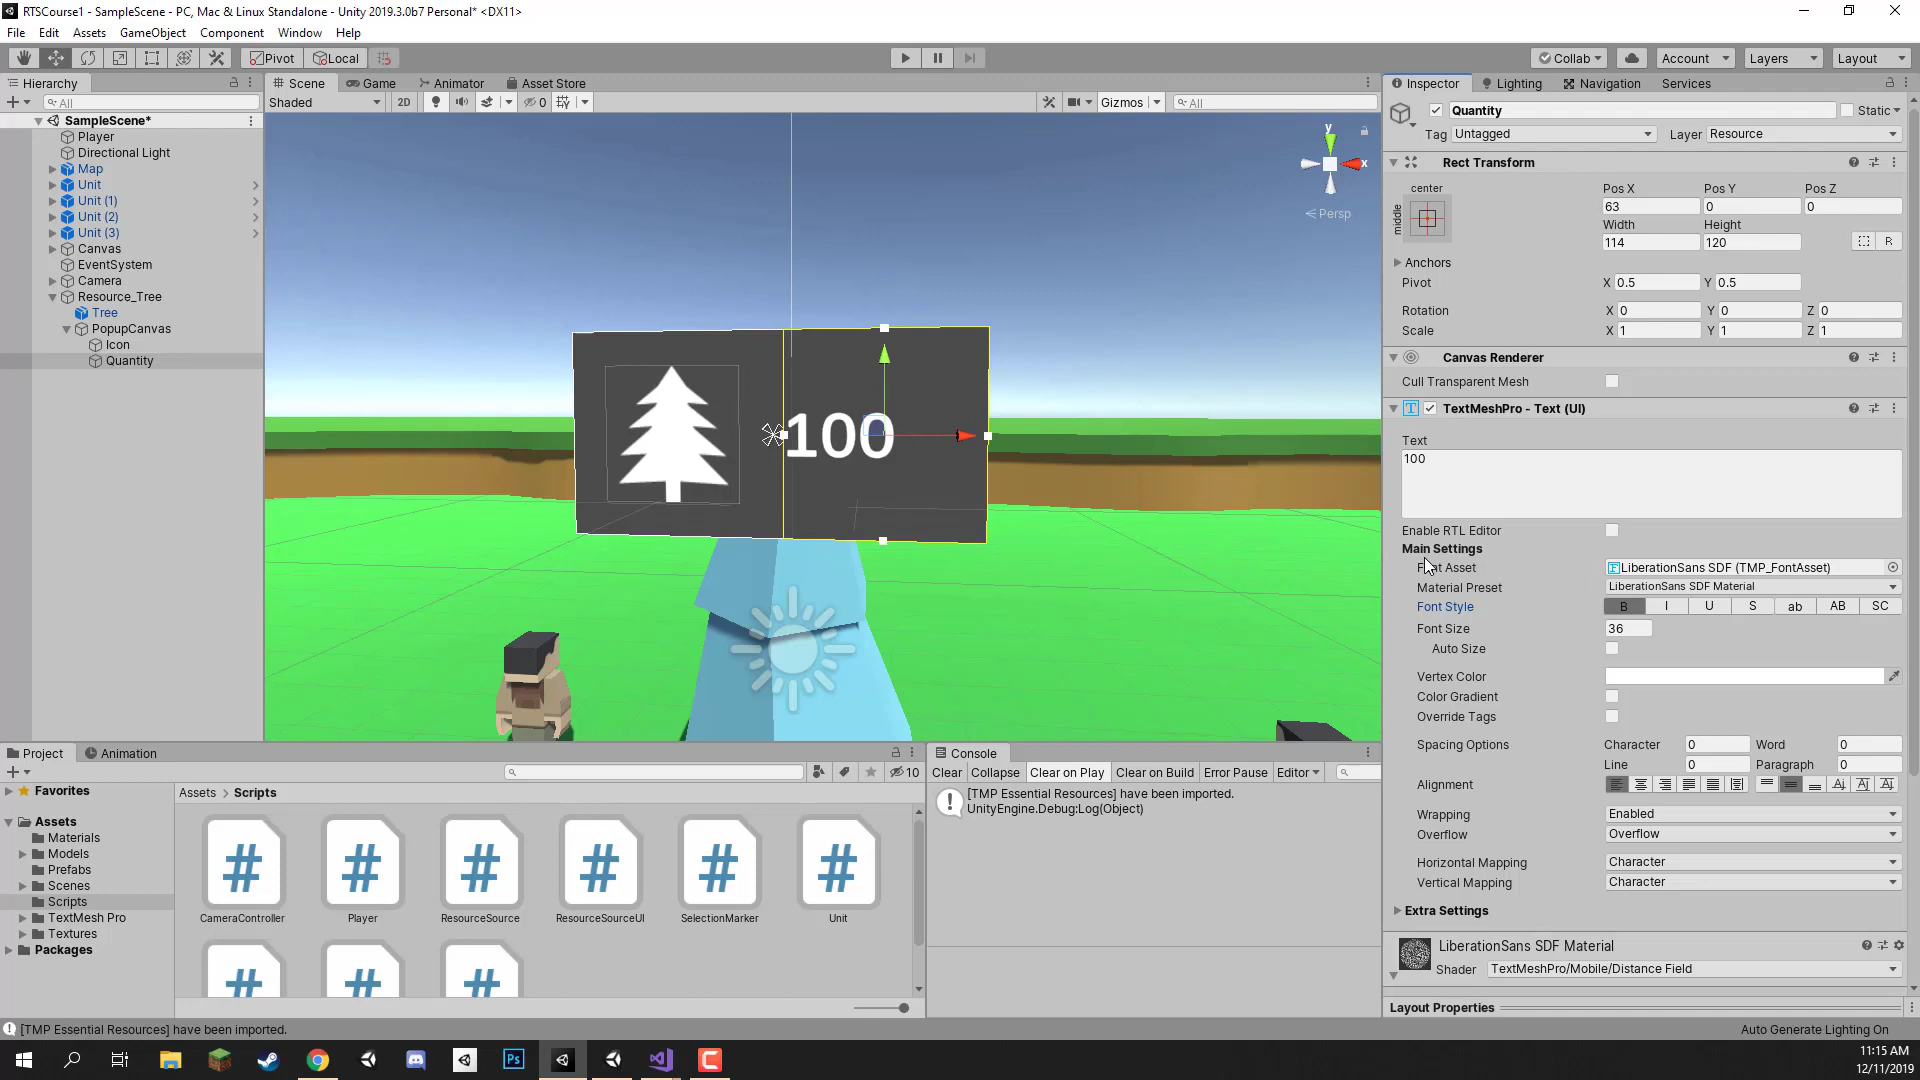 RTSCourse1 - SampleScene - PC, Mac & Linux Standalone - Unity 2019.3.0b7 Personal* <DX11>
File Edit Assets GameObject Component Window Help
Pivot Local Collab Account Layers Layout
Hierarchy Scene Game Animator Asset Store Inspector Lighting Navigation Services
All Shaded 2D 0 Gizmos All
SampleScene*
Player
Directional Light
Map
Unit
Unit (1)
Unit (2)
Unit (3)
Canvas
EventSystem
Camera
Resource_Tree
Tree
PopupCanvas
Icon
Quantity
y
x
Persp
100
Quantity Static
Tag Untagged Layer Resource
Rect Transform
center Pos X Pos Y Pos Z
middle 63 0 0
Width Height
114 120 R
Anchors
Pivot X 0.5 Y 0.5
Rotation X 0 Y 0 Z 0
Scale X 1 Y 1 Z 1
Canvas Renderer
Cull Transparent Mesh
TextMeshPro - Text (UI)
Text
100
Enable RTL Editor
Main Settings
Font Asset LiberationSans SDF (TMP_FontAsset)
Material Preset LiberationSans SDF Material
Font Style B I U S ab AB SC
Font Size 36
Auto Size
Vertex Color
Color Gradient
Override Tags
Spacing Options Character 0 Word 0
Line 0 Paragraph 0
Alignment
Wrapping Enabled
Overflow Overflow
Horizontal Mapping Character
Vertical Mapping Character
Extra Settings
LiberationSans SDF Material
Shader TextMeshPro/Mobile/Distance Field
Layout Properties
Project Animation
10
Favorites
Assets
Materials
Models
Prefabs
Scenes
Scripts
TextMesh Pro
Textures
Packages
Assets > Scripts
CameraController Player ResourceSource ResourceSourceUI SelectionMarker Unit
Console
Clear Collapse Clear on Play Clear on Build Error Pause Editor
[TMP Essential Resources] have been imported.
UnityEngine.Debug:Log(Object)
[TMP Essential Resources] have been imported.
Auto Generate Lighting On
Ps
11:15 AM
12/11/2019